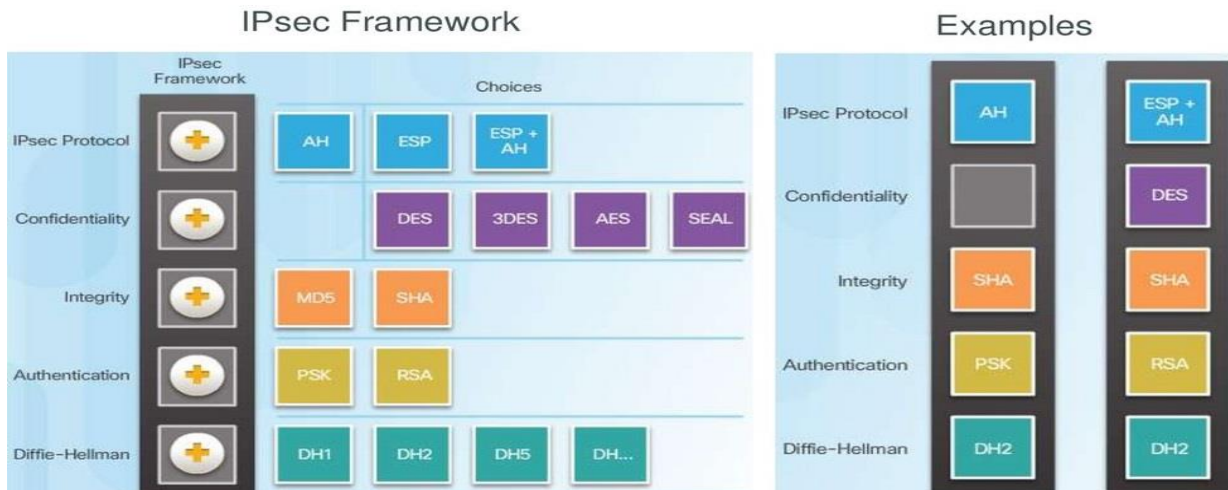 IPsec Framework
IPsec
Framework
Choices
IPsec Protocol
AH
ESP
ESP +
AH
Confidentiality
DES
3DES
AES
SEAL
Integrity
MD5
SHA
Authentication
PSK
RSA
Diffie-Hellman
DH1
DH2
DH5
DH...
Examples
IPsec Protocol
AH
ESP +
AH
Confidentiality
DES
Integrity
SHA
SHA
Authentication
PSK
RSA
Diffie-Hellman
DH2
DH2